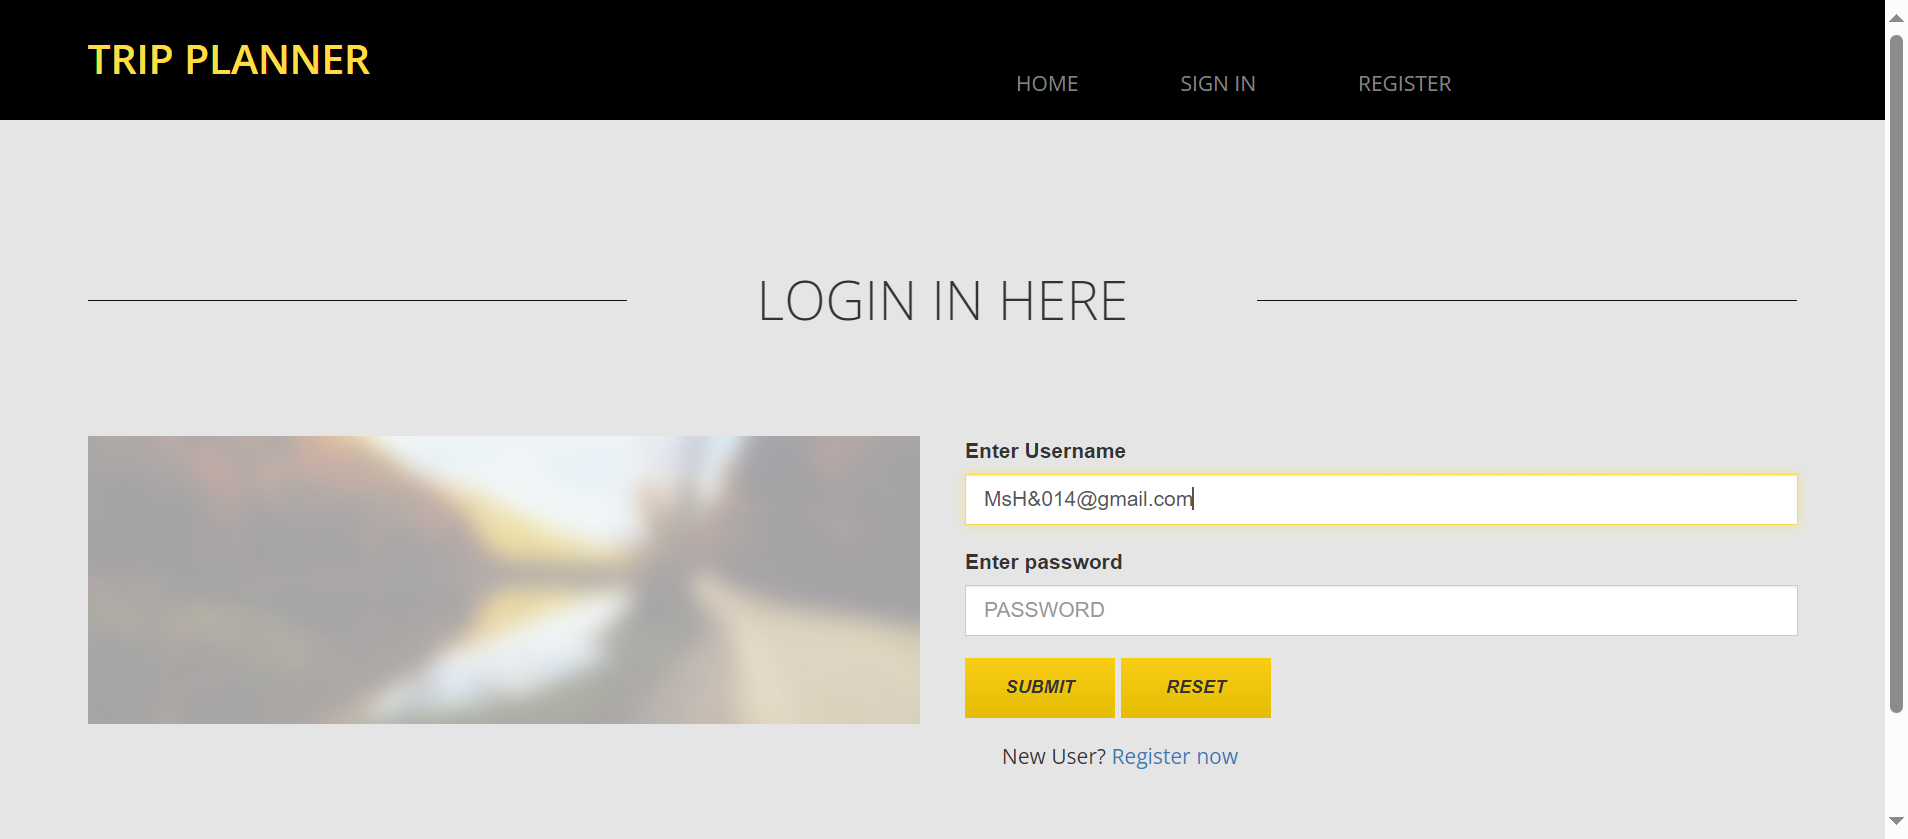 TRIP PLANNER
HOME SIGN IN REGISTER
LOGIN IN HERE
Enter Username
MsH&014@gmail.com
Enter password
PASSWORD
SUBMIT RESET
New User? Register now